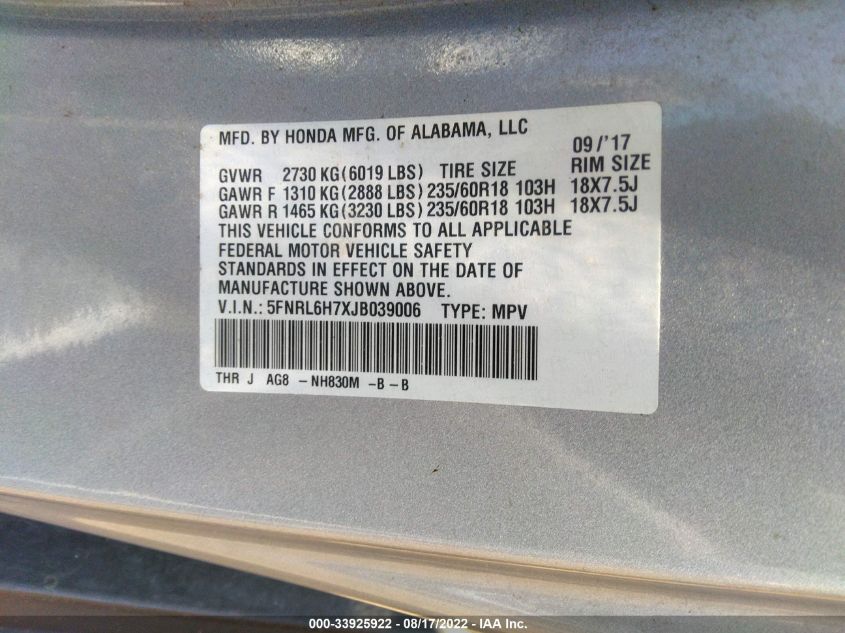 MFD. BY HONDA MFG. OF ALABAMA, LLC
09/'17
GVWR 2730 KG(6019 LBS) TIRE SIZE RIM SIZE
GAWR F 1310 KG(2888 LBS) 235/60R18 103H 18X7.5J
GAWR R 1465 KG(3230 LBS) 235/60R18 103H 18X7.5J
THIS VEHICLE CONFORMS TO ALL APPLICABLE
FEDERAL MOTOR VEHICLE SAFETY
STANDARDS IN EFFECT ON THE DATE OF
MANUFACTURE SHOWN ABOVE.
V.I.N.: 5FNRL6H7XJB039006 TYPE: MPV
THR J AG8 -NH830M -B-B
000-33925922 - 08/17/2022 - IAA Inc.